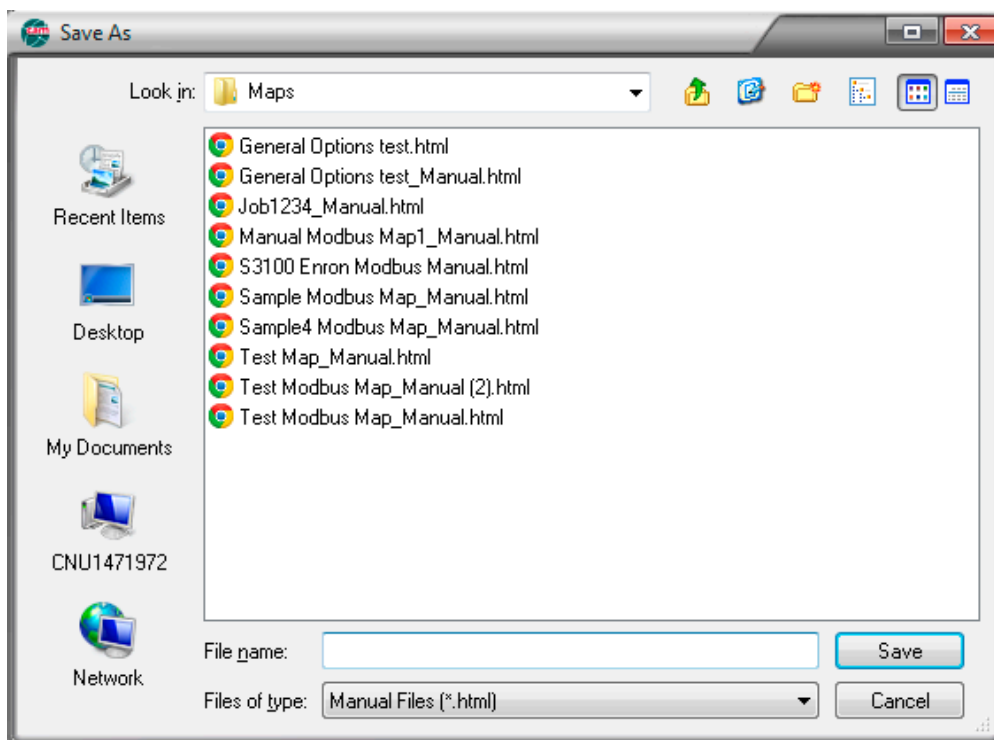 Save As
Look in:
Maps
Recent Items
Desktop
My Documents
CNU1471972
Network
General Options test.html
General Options test_Manual.html
Job1234_Manual.html
Manual Modbus Map1_Manual.html
S3100 Enron Modbus Manual.html
Sample Modbus Map_Manual.html
Sample4 Modbus Map_Manual.html
Test Map_Manual.html
Test Modbus Map_Manual (2).html
Test Modbus Map_Manual.html
File name:
Save
Files of type:
Manual Files (*.html)
Cancel